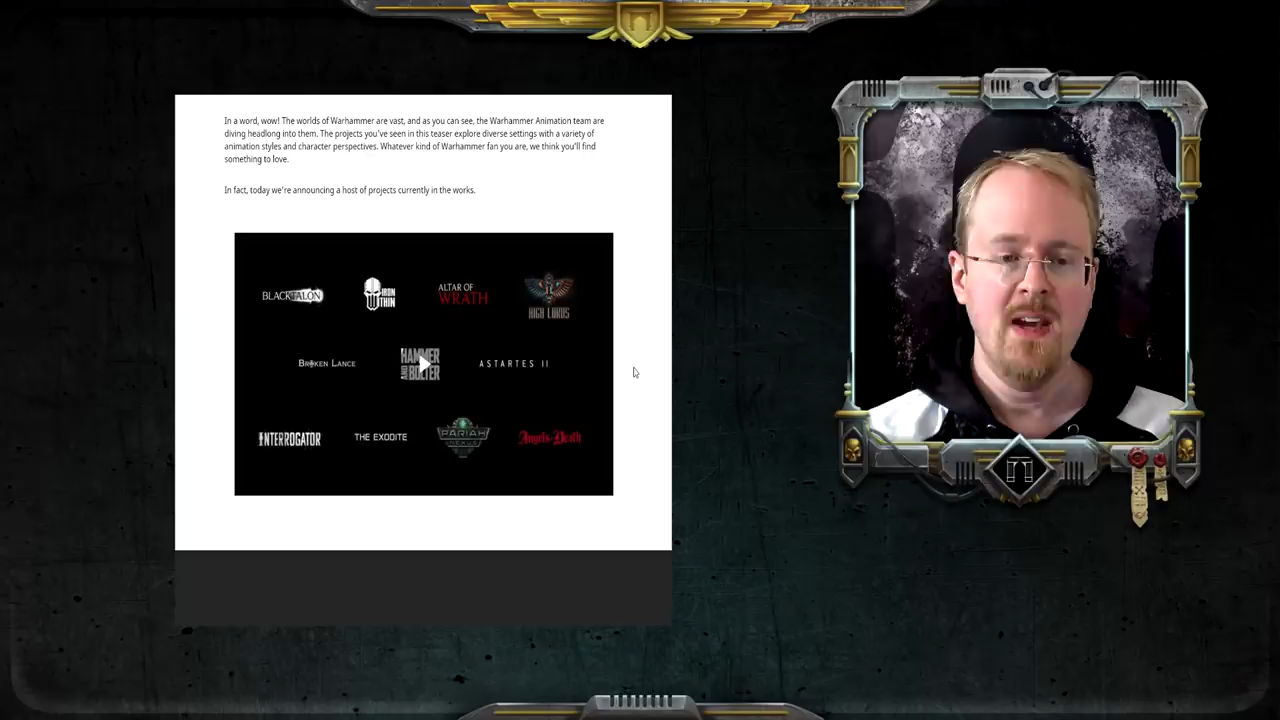 In a word, wow! The worlds of Warhammer are vast, and as you can see, the Warhammer Animation team are
diving headlong into them. The projects you've seen in this teaser explore diverse settings with a variety of
animation styles and character perspectives. Whatever kind of Warhammer fan you are, we think you'll find
something to love.
In fact, today we're announcing a host of projects currently in the works.
BLACKTALON
IRON
WITHIN
ALTAR OF
WRATH
HIGH LORDS
BROKEN LANCE
HAMMER
AND BOLTER
ASTARTES II
INTERROGATOR
THE EXODITE
PARIAH
NEXUS
Angels of Death